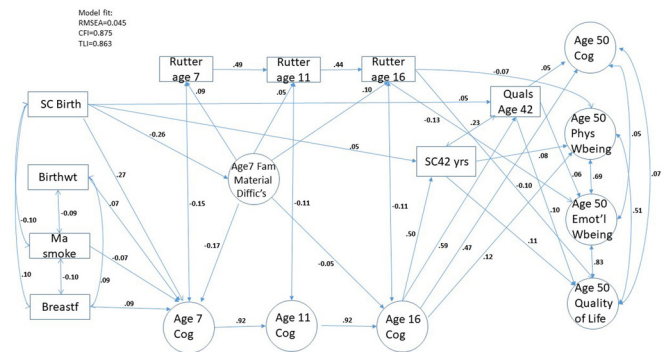 Model fit:
RMSEA=0.045
CFI=0.875
TLI=0.863
Age 50
Cog
Rutter
age 7
.49
Rutter
age 11
.44
Rutter
age 16
-0.07
.05
.09
.05
.10
SC Birth
.05
Quals
Age 42
-0.13
.23
Age 50
Phys
Wbeing
-0.26
.05
SC42 yrs
.08
.05
Birthwt
.27
Age7 Fam
Material
Diffic's
.06
.69
.07
-0.10
.07
-0.15
-0.11
-0.11
Age 50
Emot'l
Wbeing
.51
-0.10
-0.09
.10
Ma
smoke
-0.07
-0.17
.50
.59
.47
.11
.12
.83
-0.05
.10
-0.10
.09
Breastf
.09
Age 7
Cog
.92
Age 11
Cog
.92
Age 16
Cog
Age 50
Quality
of Life